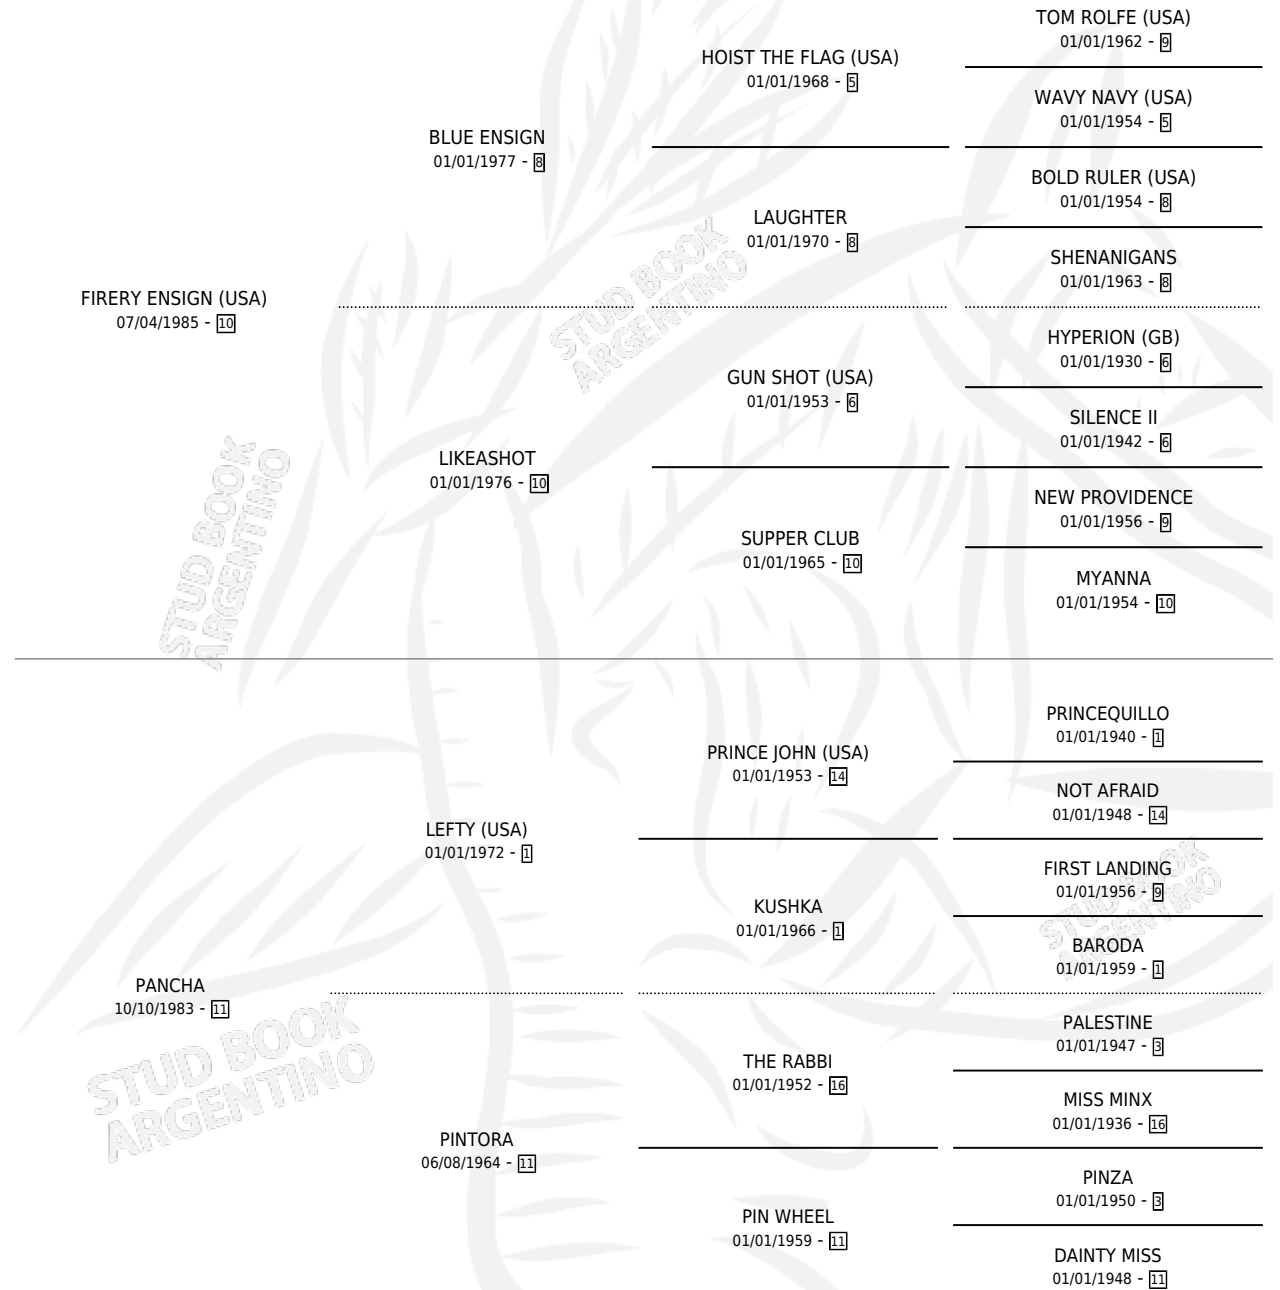 TOM ROLFE (USA)
01/01/1962 - 9
HOIST THE FLAG (USA)
01/01/1968 - 5
WAVY NAVY (USA)
01/01/1954 - 5
BLUE ENSIGN
01/01/1977 - 8
BOLD RULER (USA)
01/01/1954 - 8
LAUGHTER
01/01/1970 - 8
SHENANIGANS
01/01/1963 - 8
FIRERY ENSIGN (USA)
07/04/1985 - 10
HYPERION (GB)
01/01/1930 - 6
GUN SHOT (USA)
01/01/1953 - 6
SILENCE II
01/01/1942 - 6
LIKEASHOT
01/01/1976 - 10
NEW PROVIDENCE
01/01/1956 - 9
SUPPER CLUB
01/01/1965 - 10
MYANNA
01/01/1954 - 10
PRINCEQUILLO
01/01/1940 - 1
PRINCE JOHN (USA)
01/01/1953 - 14
NOT AFRAID
01/01/1948 - 14
LEFTY (USA)
01/01/1972 - 1
FIRST LANDING
01/01/1956 - 9
KUSHKA
01/01/1966 - 1
BARODA
01/01/1959 - 1
PANCHA
10/10/1983 - 11
PALESTINE
01/01/1947 - 3
THE RABBI
01/01/1952 - 16
MISS MINX
01/01/1936 - 16
PINTORA
06/08/1964 - 11
PINZA
01/01/1950 - 3
PIN WHEEL
01/01/1959 - 11
DAINTY MISS
01/01/1948 - 11
STUD BOOK
ARGENTINO
STUD BOOK
ARGENTINO
STUD BOOK
ARGENTINO
STUD BOOK
ARGENTINO